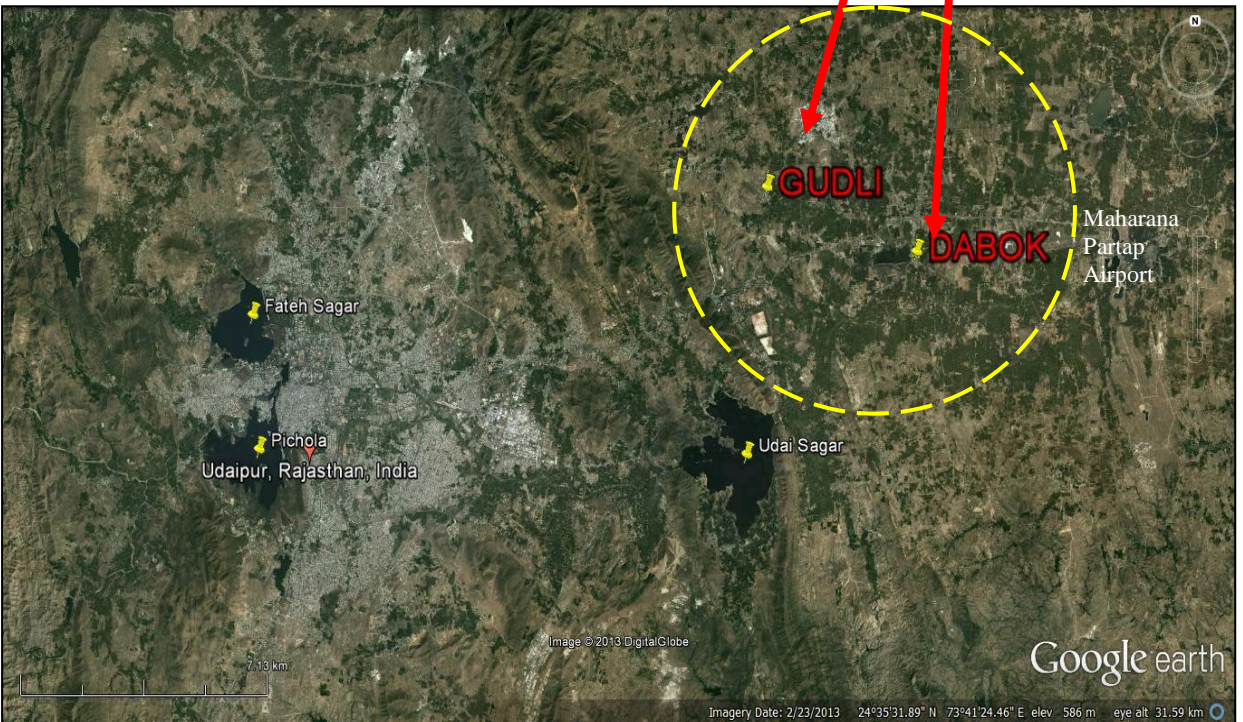 N
GUDLI
Maharana
Partap
Airport
DABOK
Fateh Sagar
Pichola
Udai Sagar
Udaipur, Rajasthan, India
Image © 2013 DigitalGlobe
Google earth
7.13 km
Imagery Date: 2/23/2013 24°35'31.89" N 73°41'24.46" E elev 586 m eye alt 31.59 km